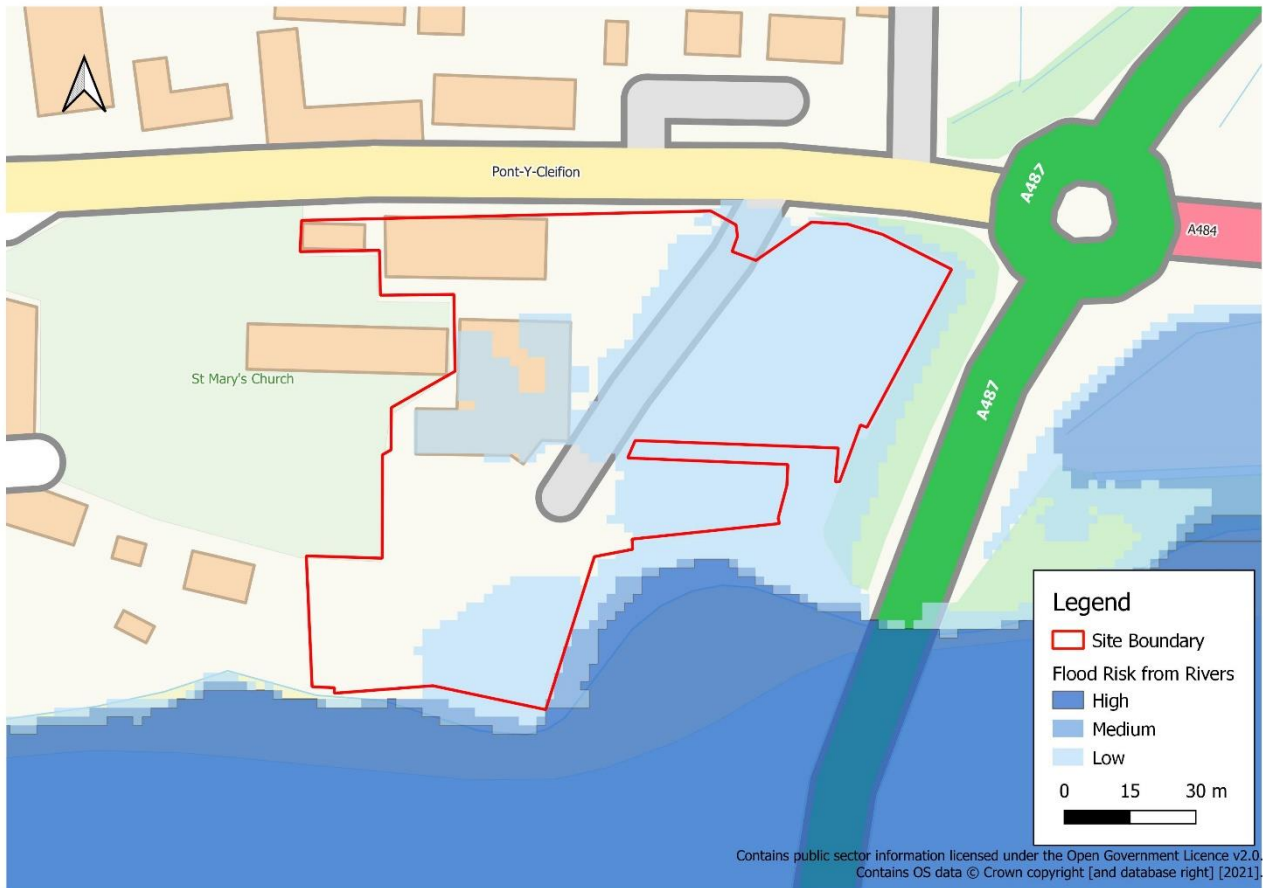 Pont-Y-Cleifion
A487
A484
St Mary's Church
A487
Legend
Site Boundary
Flood Risk from Rivers
High
Medium
Low
0 15 30 m
Contains public sector information licensed under the Open Government Licence v2.0.
Contains OS data © Crown copyright [and database right] [2021].